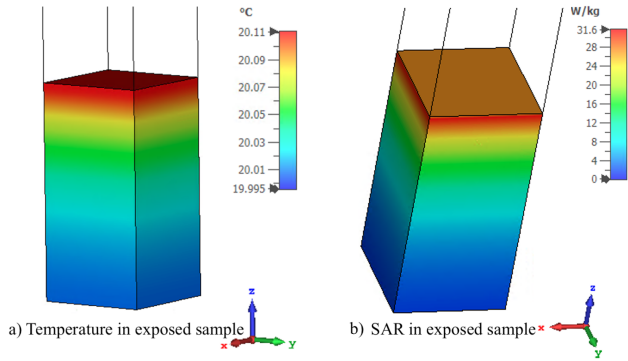 °C
20.11
20.09
20.07
20.05
20.03
20.01
19.995
z
x
y
a) Temperature in exposed sample
W/kg
31.6
28
24
20
16
12
8
4
0
z
x
y
b) SAR in exposed sample